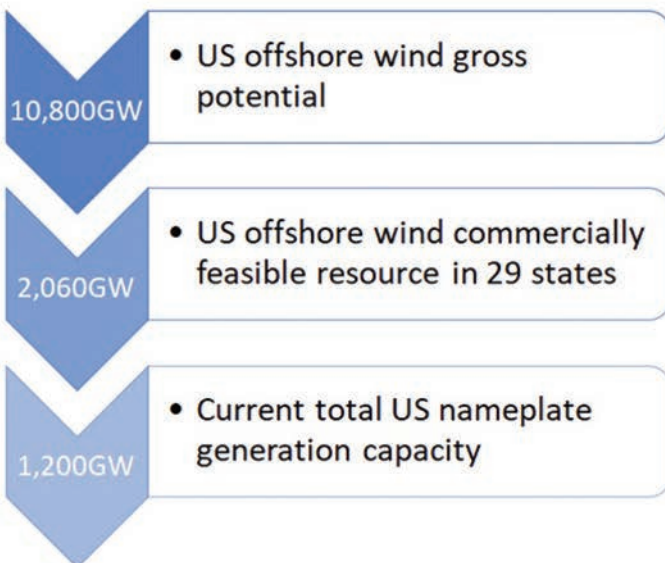 10,800GW
• US offshore wind gross
potential
2,060GW
• US offshore wind commercially
feasible resource in 29 states
1,200GW
• Current total US nameplate
generation capacity